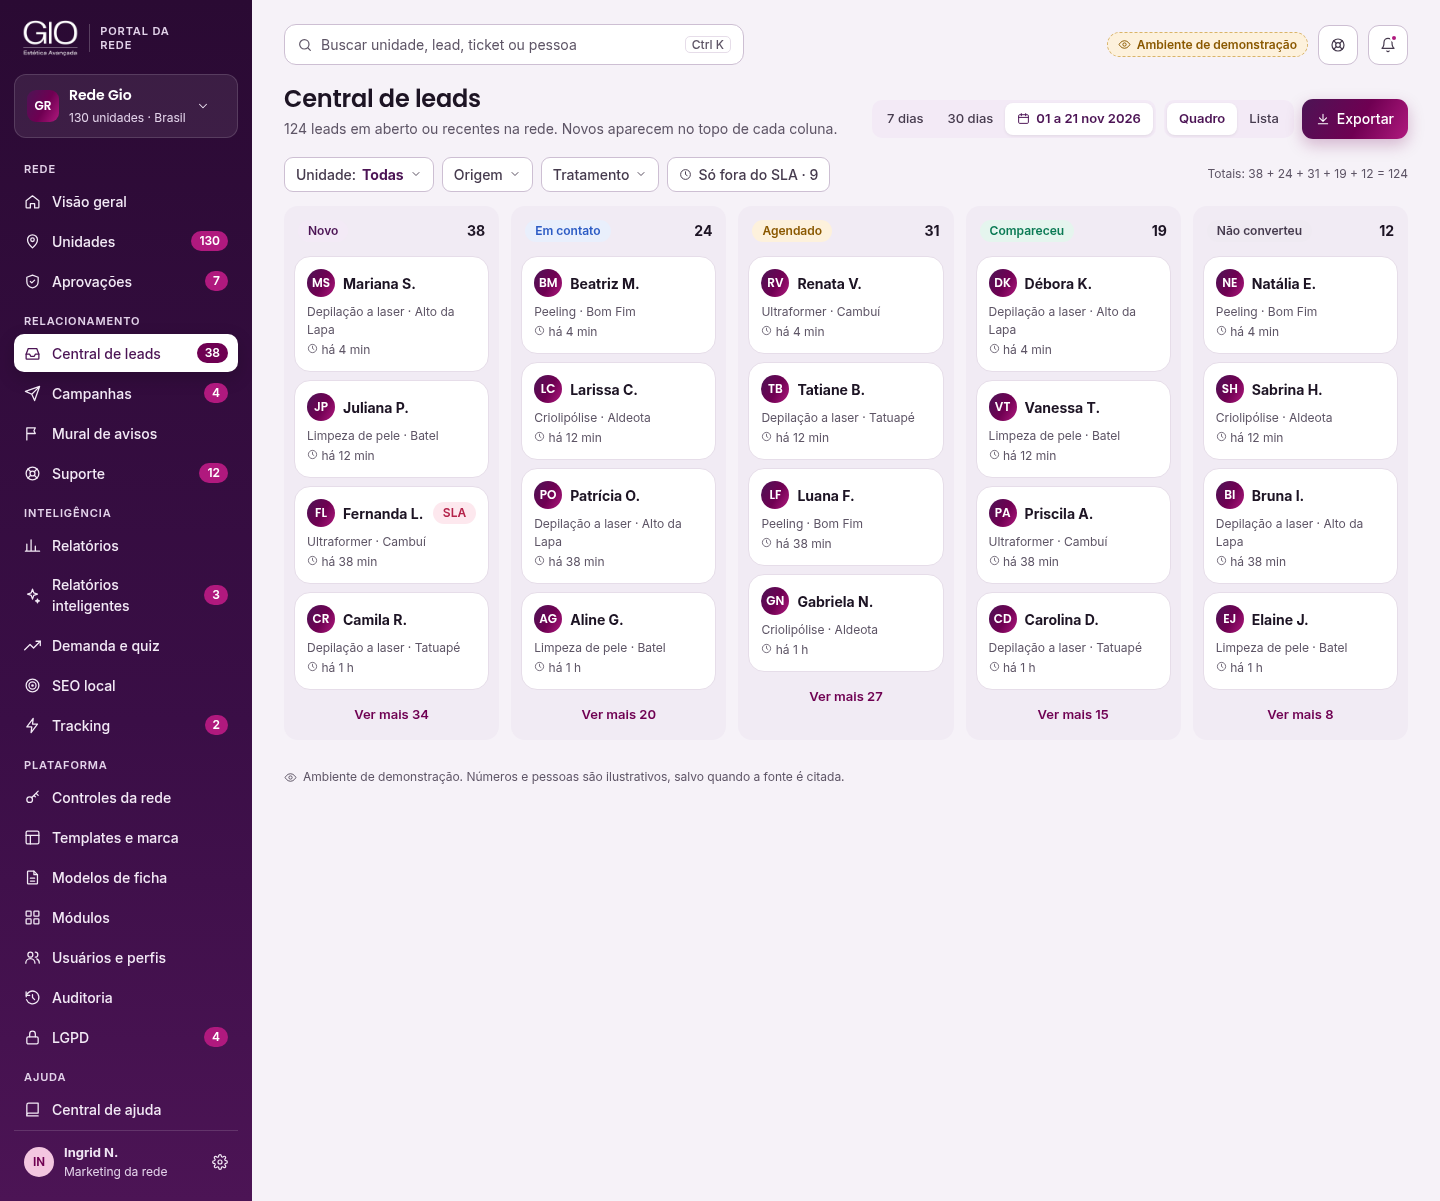 GIO
Estética Avançada
PORTAL DA
REDE
GR
Rede Gio
130 unidades · Brasil
REDE
Visão geral
Unidades 130
Aprovações 7
RELACIONAMENTO
Central de leads 38
Campanhas 4
Mural de avisos
Suporte 12
INTELIGÊNCIA
Relatórios
Relatórios
inteligentes 3
Demanda e quiz
SEO local
Tracking 2
PLATAFORMA
Controles da rede
Templates e marca
Modelos de ficha
Módulos
Usuários e perfis
Auditoria
LGPD 4
AJUDA
Central de ajuda
IN
Ingrid N.
Marketing da rede
Buscar unidade, lead, ticket ou pessoa Ctrl K
Ambiente de demonstração
Central de leads
124 leads em aberto ou recentes na rede. Novos aparecem no topo de cada coluna.
7 dias 30 dias 01 a 21 nov 2026 Quadro Lista Exportar
Unidade: Todas Origem Tratamento Só fora do SLA · 9
Totais: 38 + 24 + 31 + 19 + 12 = 124
Novo 38
MS Mariana S.
Depilação a laser · Alto da
Lapa
há 4 min
JP Juliana P.
Limpeza de pele · Batel
há 12 min
FL Fernanda L. SLA
Ultraformer · Cambuí
há 38 min
CR Camila R.
Depilação a laser · Tatuapé
há 1 h
Ver mais 34
Em contato 24
BM Beatriz M.
Peeling · Bom Fim
há 4 min
LC Larissa C.
Criolipólise · Aldeota
há 12 min
PO Patrícia O.
Depilação a laser · Alto da
Lapa
há 38 min
AG Aline G.
Limpeza de pele · Batel
há 1 h
Ver mais 20
Agendado 31
RV Renata V.
Ultraformer · Cambuí
há 4 min
TB Tatiane B.
Depilação a laser · Tatuapé
há 12 min
LF Luana F.
Peeling · Bom Fim
há 38 min
GN Gabriela N.
Criolipólise · Aldeota
há 1 h
Ver mais 27
Compareceu 19
DK Débora K.
Depilação a laser · Alto da
Lapa
há 4 min
VT Vanessa T.
Limpeza de pele · Batel
há 12 min
PA Priscila A.
Ultraformer · Cambuí
há 38 min
CD Carolina D.
Depilação a laser · Tatuapé
há 1 h
Ver mais 15
Não converteu 12
NE Natália E.
Peeling · Bom Fim
há 4 min
SH Sabrina H.
Criolipólise · Aldeota
há 12 min
BI Bruna I.
Depilação a laser · Alto da
Lapa
há 38 min
EJ Elaine J.
Limpeza de pele · Batel
há 1 h
Ver mais 8
Ambiente de demonstração. Números e pessoas são ilustrativos, salvo quando a fonte é citada.